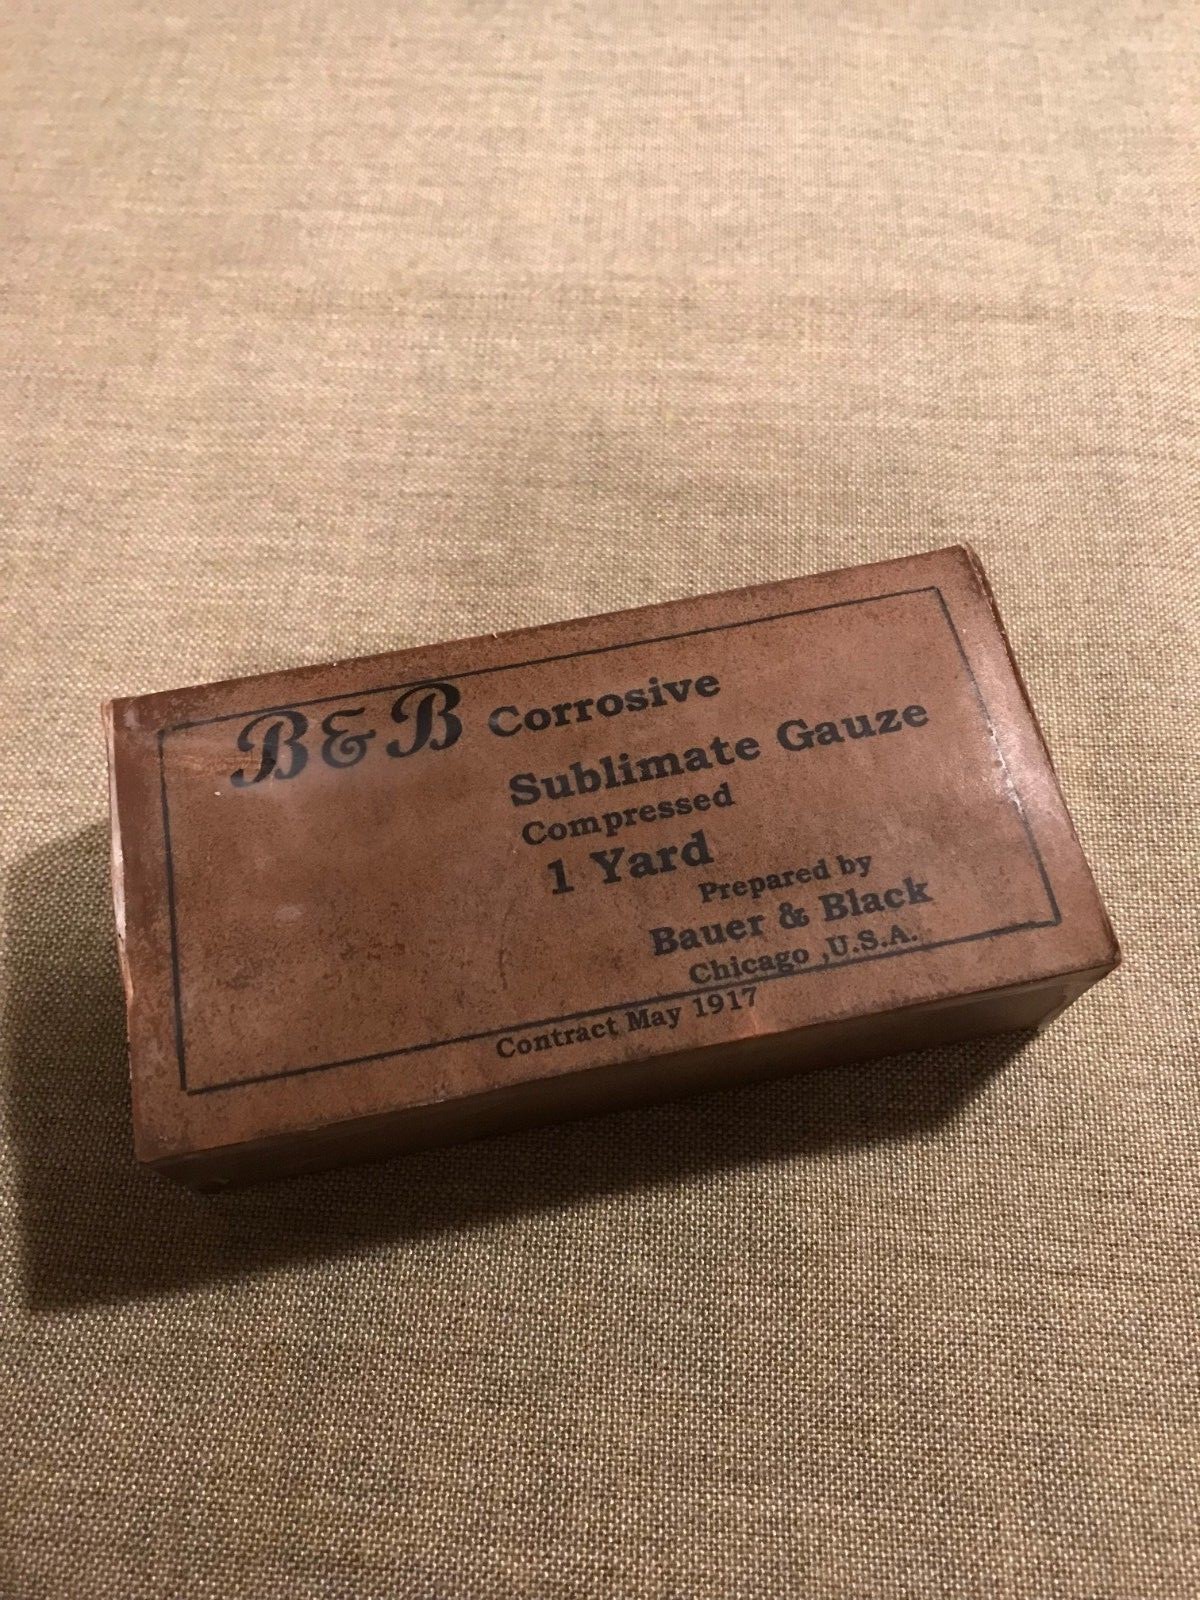 B&B Corrosive
Sublimate Gauze
Compressed
1 Yard
Prepared by
Bauer & Black
Chicago ,U.S.A.
Contract May 1917